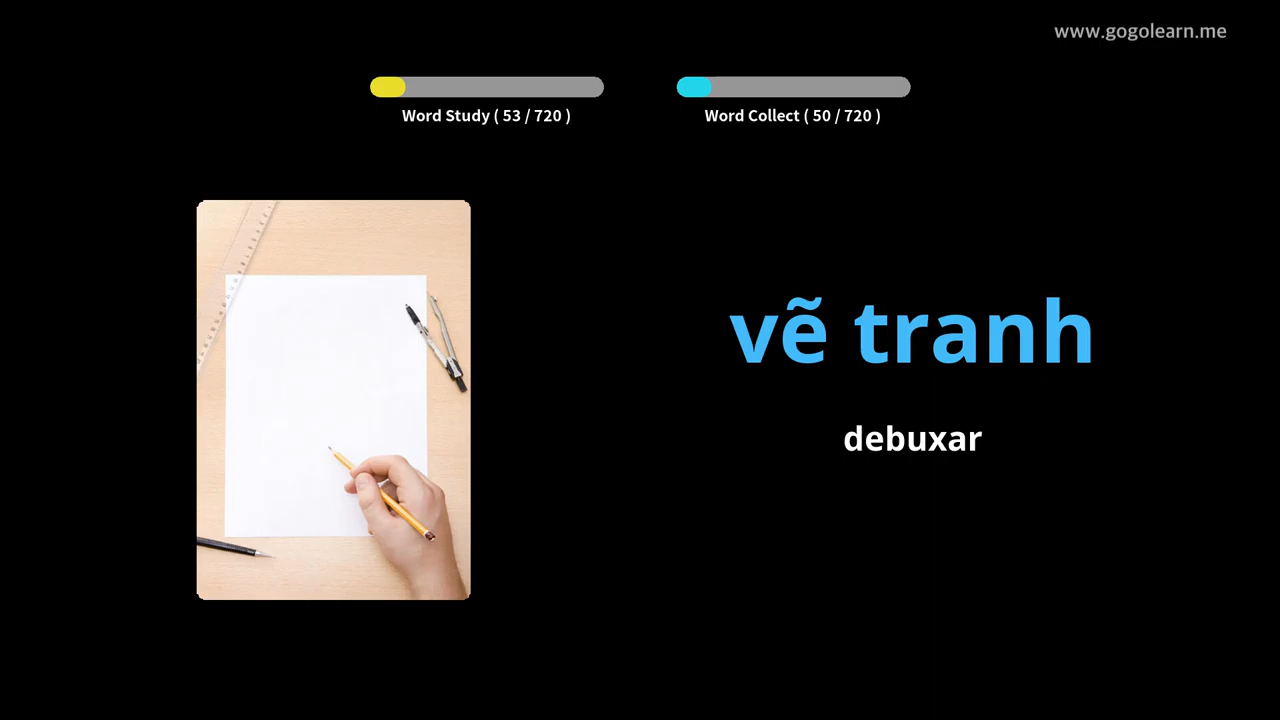 www.gogolearn.me
Word Study ( 53 / 720 )
Word Collect ( 50 / 720 )
vẽ tranh
debuxar